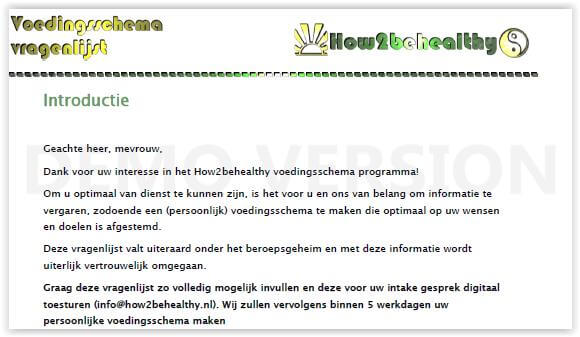 Voedingsschema
vragenlijst
How2behealthy
Introductie
Geachte heer, mevrouw,
Dank voor uw interesse in het How2behealthy voedingsschema programma!
Om u optimaal van dienst te kunnen zijn, is het voor u en ons van belang om informatie te
vergaren, zodoende een (persoonlijk) voedingsschema te maken die optimaal op uw wensen
en doelen is afgestemd.
Deze vragenlijst valt uiteraard onder het beroepsgeheim en met deze informatie wordt
uiterlijk vertrouwelijk omgegaan.
Graag deze vragenlijst zo volledig mogelijk invullen en deze voor uw intake gesprek digitaal
toesturen (info@how2behealthy.nl). Wij zullen vervolgens binnen 5 werkdagen uw
persoonlijke voedingsschema maken
DEMO VERSION